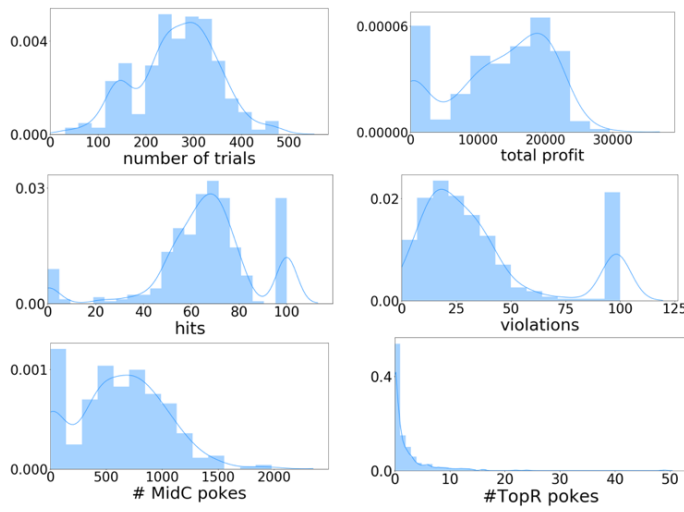 0.004
0.000
0 100 200 300 400 500
number of trials
0.00006
0.00000
0 10000 20000 30000
total profit
0.03
0.00
0 20 40 60 80 100
hits
0.02
0.00
0 25 50 75 100 125
violations
0.001
0.000
0 500 1000 1500 2000
# MidC pokes
0.4
0.0
0 10 20 30 40 50
#TopR pokes